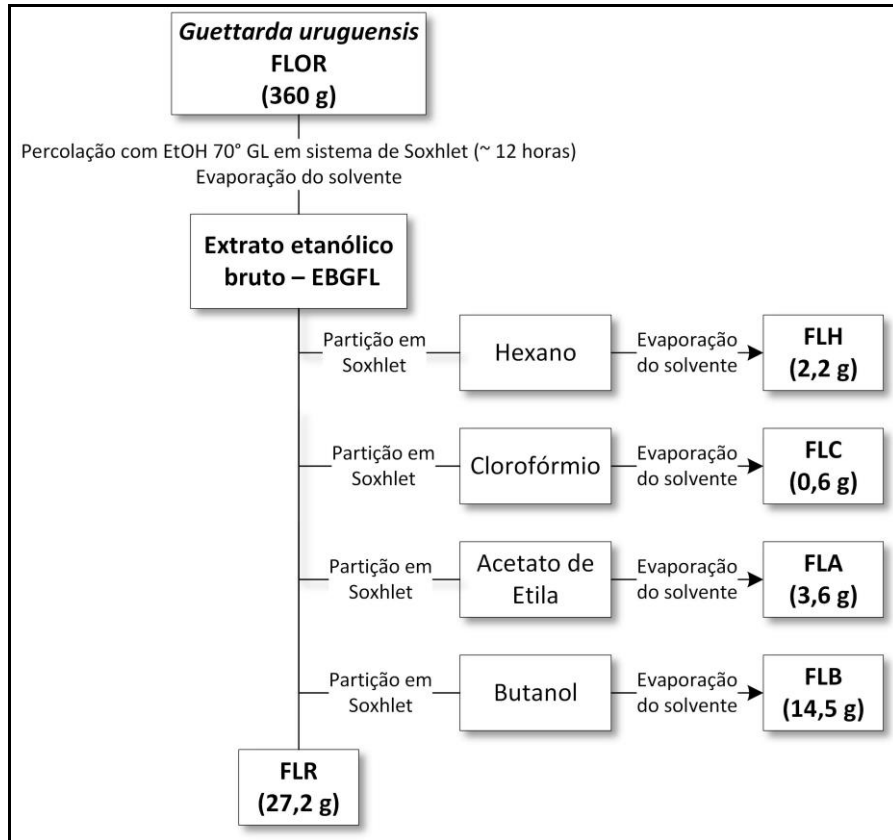 Guettarda uruguensis
FLOR
(360 g)
Percolação com EtOH 70° GL em sistema de Soxhlet (~ 12 horas)
Evaporação do solvente
Extrato etanólico
bruto – EBGFL
Partição em
Soxhlet
Hexano
Evaporação
do solvente
FLH
(2,2 g)
Partição em
Soxhlet
Clorofórmio
Evaporação
do solvente
FLC
(0,6 g)
Partição em
Soxhlet
Acetato de
Etila
Evaporação
do solvente
FLA
(3,6 g)
Partição em
Soxhlet
Butanol
Evaporação
do solvente
FLB
(14,5 g)
FLR
(27,2 g)